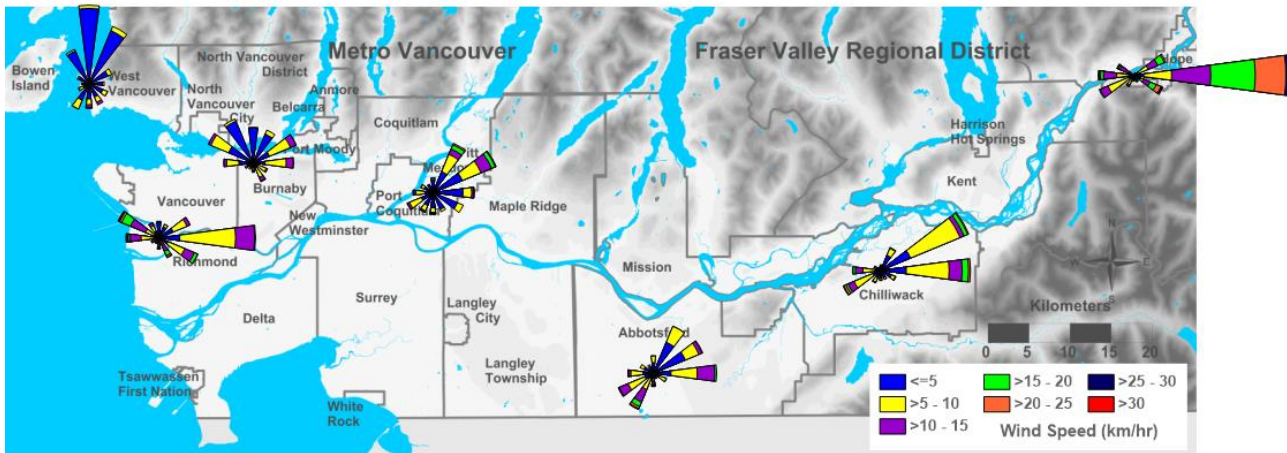 Metro Vancouver
Fraser Valley Regional District
Bowen
Island
West
Vancouver
North Vancouver
District
North
Vancouver
City
Anmore
Belcarra
Port Moody
Coquitlam
Hope
Harrison
Hot Springs
Kent
Vancouver
Burnaby
New
Westminster
Port
Coquitlam
Maple Ridge
Richmond
Mission
Chilliwack
Delta
Surrey
Langley
City
Langley
Township
Abbotsford
Tsawwassen
First Nation
White
Rock
N
W E
S
Kilometers
0 5 10 15 20
<=5 >15 - 20 >25 - 30
>5 - 10 >20 - 25 >30
>10 - 15 Wind Speed (km/hr)